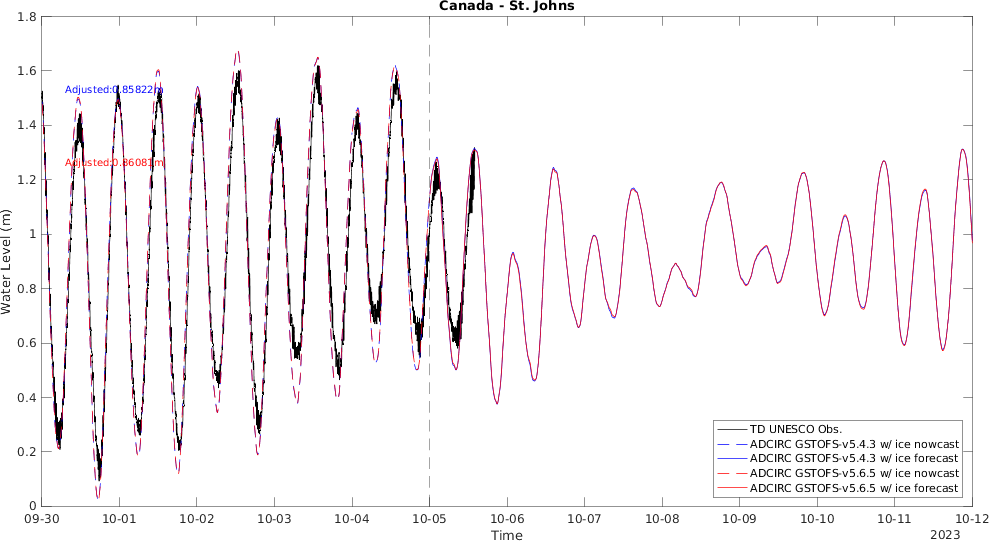 Canada - St. Johns
1.8
1.6
1.4
1.2
1
0.8
0.6
0.4
0.2
0
Water Level (m)
Adjusted:0.85822m
Adjusted:0.86081m
TD UNESCO Obs.
ADCIRC GSTOFS-v5.4.3 w/ ice nowcast
ADCIRC GSTOFS-v5.4.3 w/ ice forecast
ADCIRC GSTOFS-v5.6.5 w/ ice nowcast
ADCIRC GSTOFS-v5.6.5 w/ ice forecast
09-30 10-01 10-02 10-03 10-04 10-05 10-06 10-07 10-08 10-09 10-10 10-11 10-12
Time
2023